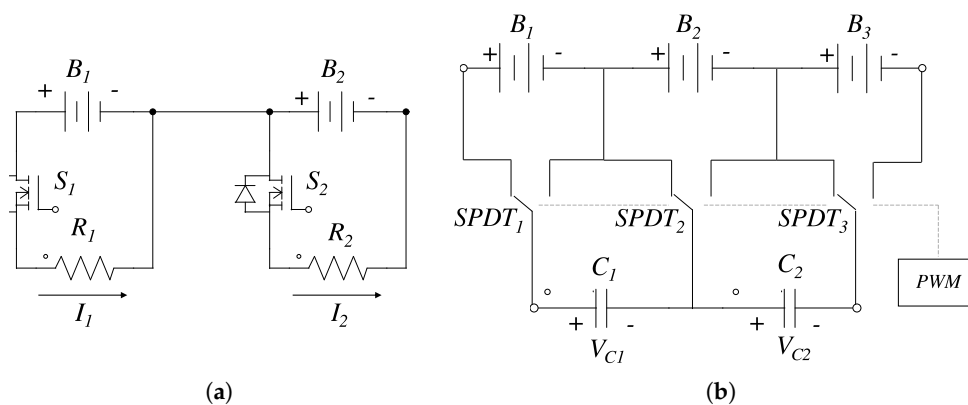 B1 B2 B3
+ - + - + -
B1 B2
+ - + -
S1 S2
SPDT1 SPDT2 SPDT3
R1 R2
C1 C2
PWM
I1 I2
+ - + -
VC1 VC2
(a) (b)